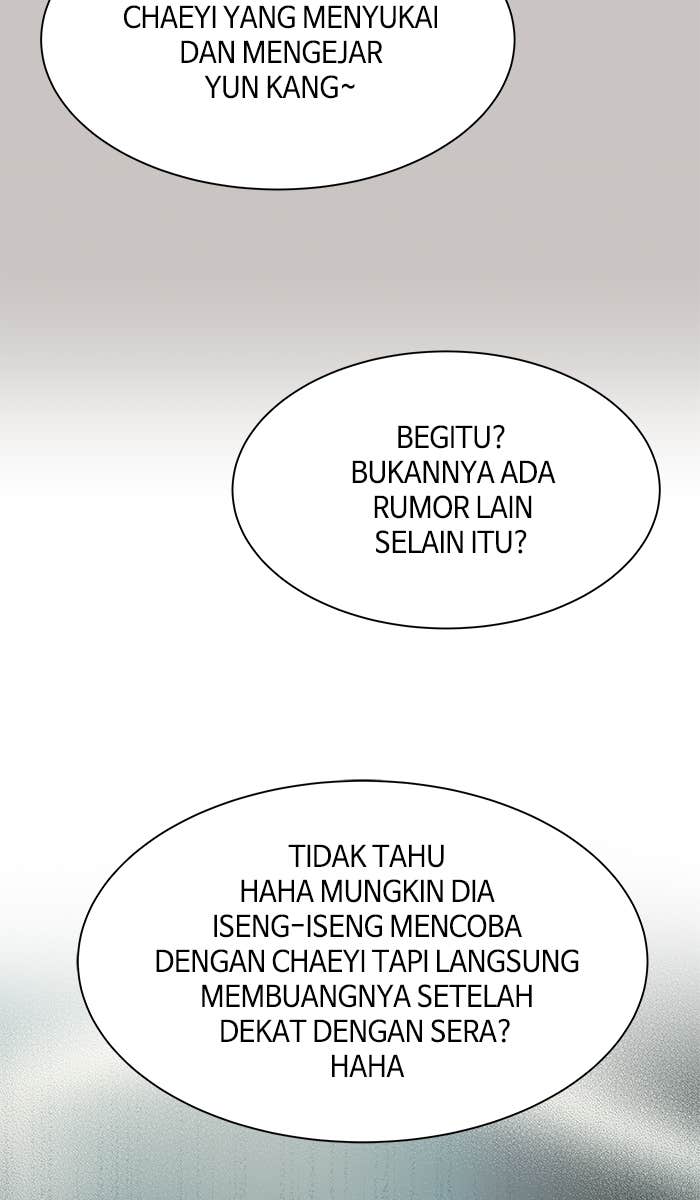 CHAEYI YANG MENYUKAI
DAN MENGEJAR
YUN KANG~
BEGITU?
BUKANNYA ADA
RUMOR LAIN
SELAIN ITU?
TIDAK TAHU
HAHA MUNGKIN DIA
ISENG-ISENG MENCOBA
DENGAN CHAEYI TAPI LANGSUNG
MEMBUANGNYA SETELAH
DEKAT DENGAN SERA?
HAHA